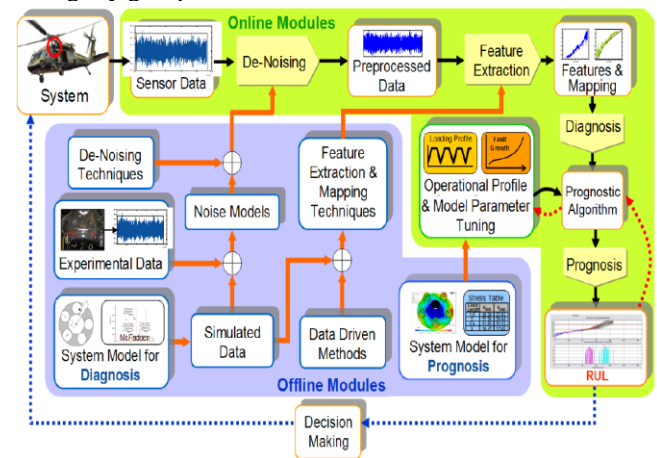 Online Modules
System
Sensor Data
De-Noising
Preprocessed
Data
Feature
Extraction
Features &
Mapping
Diagnosis
De-Noising
Techniques
Feature
Extraction &
Mapping
Techniques
Loading Profile
Fault
Growth
Operational Profile
& Model Parameter
Tuning
Prognostic
Algorithm
Noise Models
Experimental Data
Prognosis
McFadden
System Model for
Diagnosis
Simulated
Data
Data Driven
Methods
Stress Table
System Model for
Prognosis
RUL
Offline Modules
Decision
Making